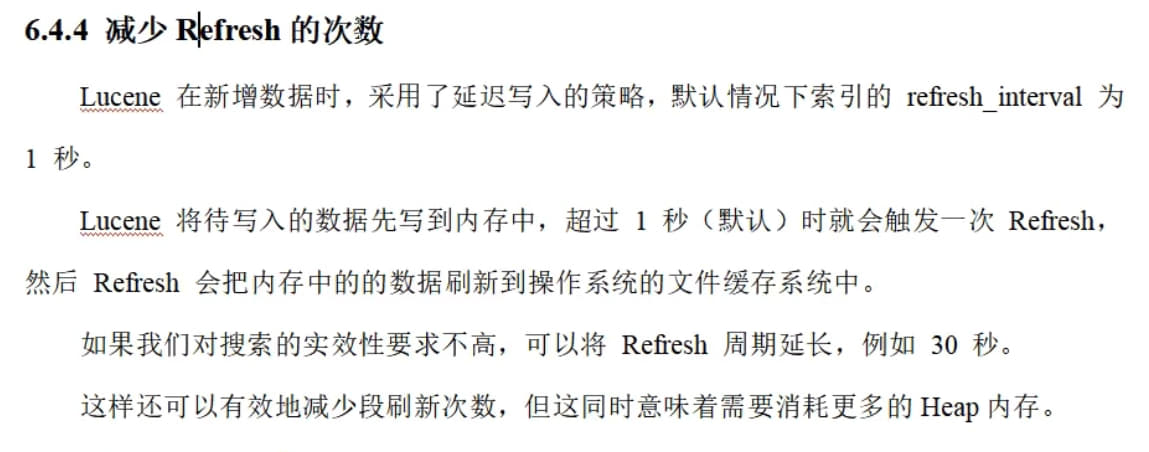 6.4.4 减少 Refresh 的次数
Lucene 在新增数据时，采用了延迟写入的策略，默认情况下索引的 refresh_interval 为
1 秒。
Lucene 将待写入的数据先写到内存中，超过 1 秒（默认）时就会触发一次 Refresh，
然后 Refresh 会把内存中的的数据刷新到操作系统的文件缓存系统中。
如果我们对搜索的实效性要求不高，可以将 Refresh 周期延长，例如 30 秒。
这样还可以有效地减少段刷新次数，但这同时意味着需要消耗更多的 Heap 内存。